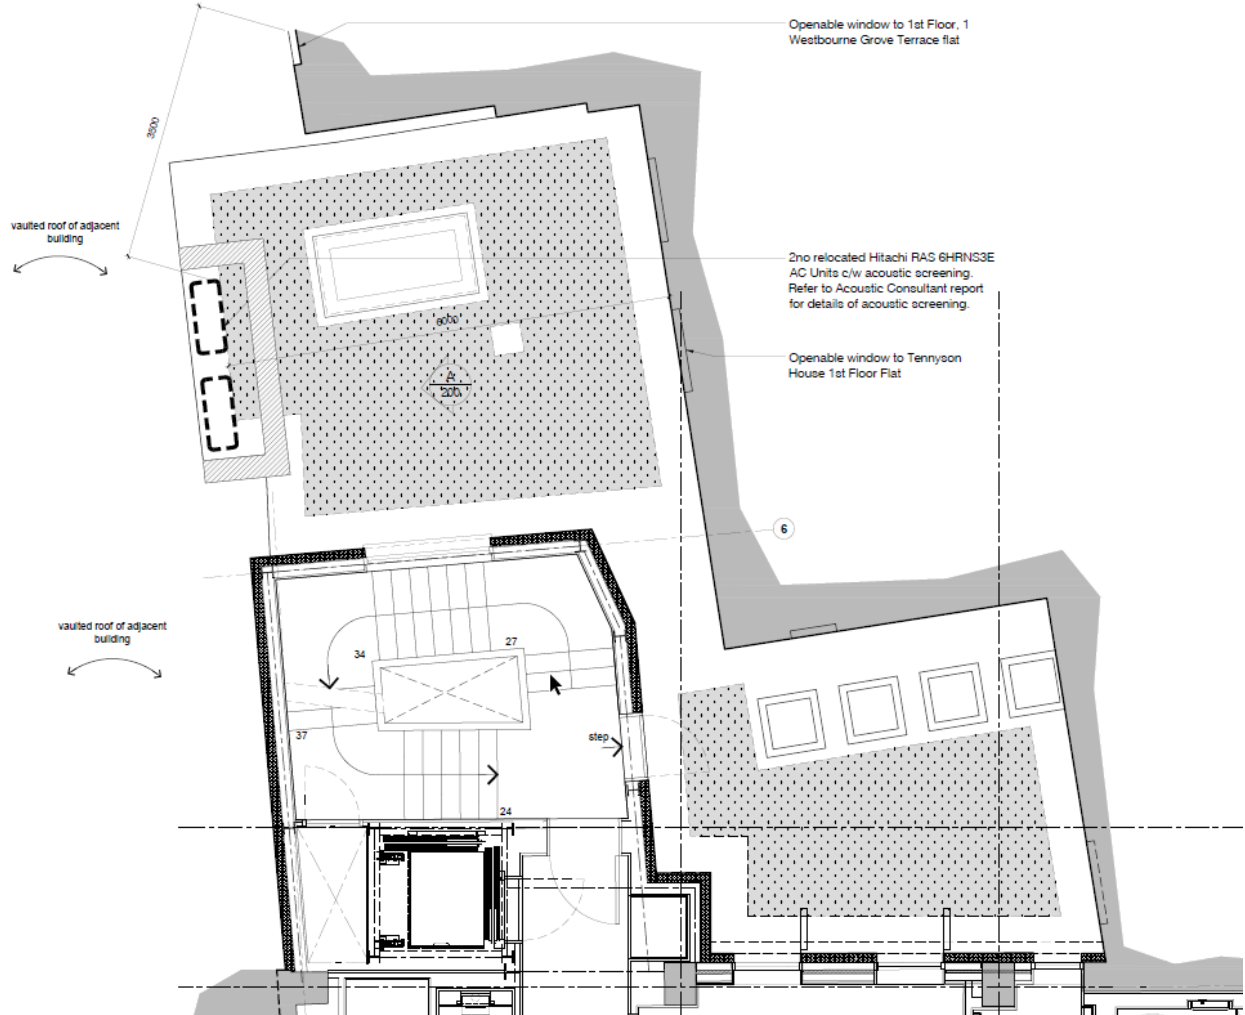 Openable window to 1st Floor, 1
Westbourne Grove Terrace flat
3500
vaulted roof of adjacent
building
2no relocated Hitachi RAS 6HRNS3E
AC Units c/w acoustic screening.
Refer to Acoustic Consultant report
for details of acoustic screening.
6000
Openable window to Tennyson
House 1st Floor Flat
A
200
6
vaulted roof of adjacent
building
27
34
37
step
24